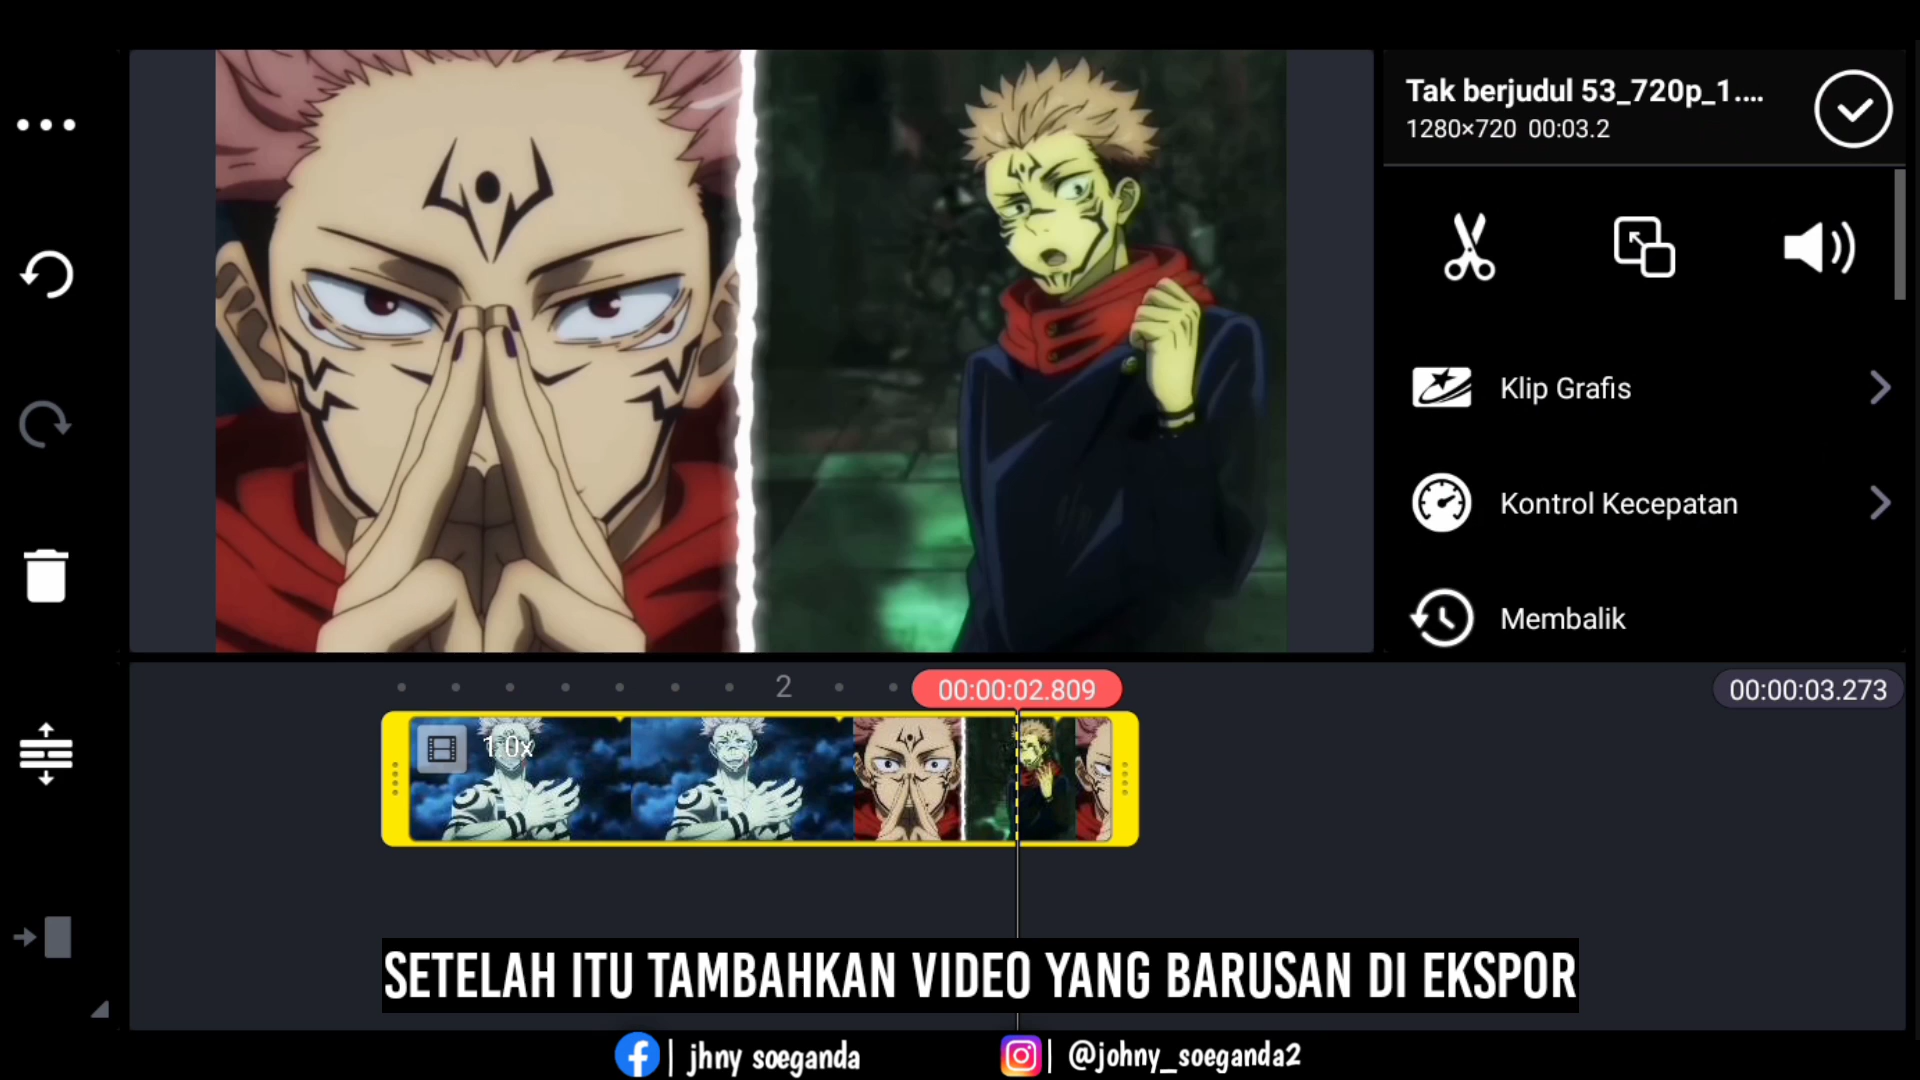 Tak berjudul 53_720p_1....
1280×720 00:03.2
Klip Grafis
Kontrol Kecepatan
Membalik
2
00:00:02.809
00:00:03.273
1.0x
SETELAH ITU TAMBAHKAN VIDEO YANG BARUSAN DI EKSPOR
| jhny soeganda
| @johny_soeganda2